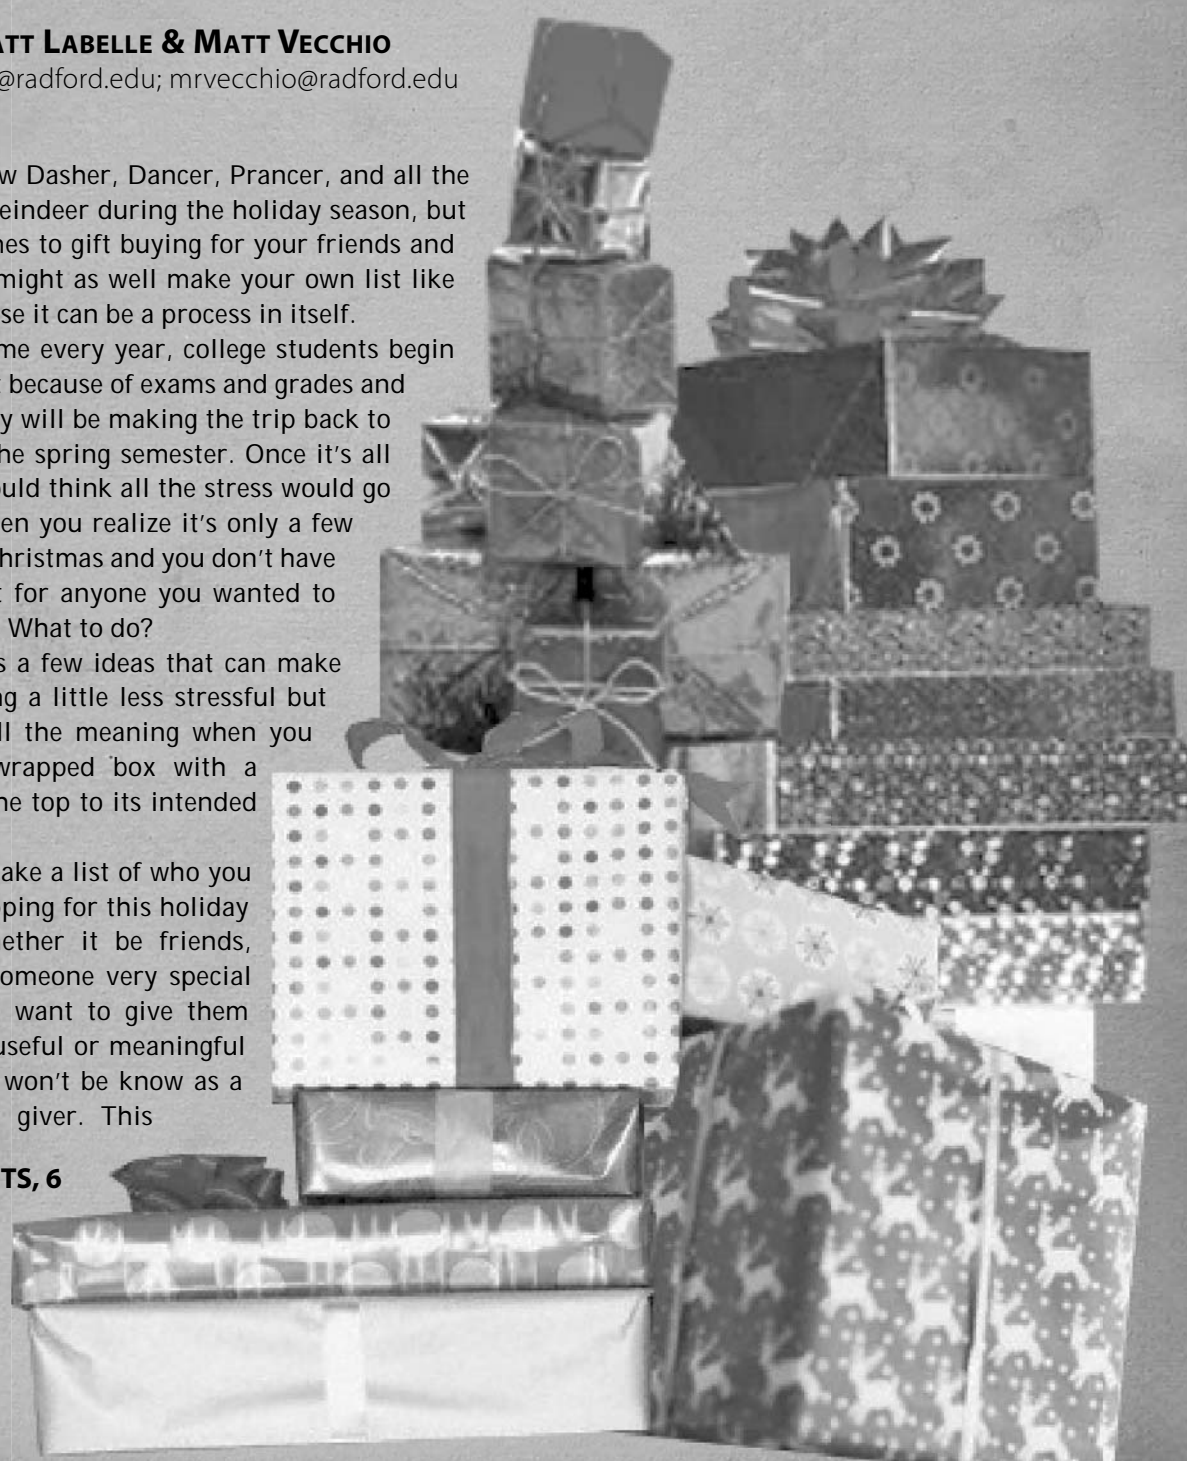 ATT LABELLE & MATT VECCHIO
@radford.edu; mrvecchio@radford.edu
w Dasher, Dancer, Prancer, and all the
eindeer during the holiday season, but
nes to gift buying for your friends and
might as well make your own list like
se it can be a process in itself.
me every year, college students begin
t because of exams and grades and
y will be making the trip back to
he spring semester. Once it's all
ould think all the stress would go
en you realize it's only a few
hristmas and you don't have
t for anyone you wanted to
What to do?
s a few ideas that can make
ng a little less stressful but
ll the meaning when you
wrapped box with a
he top to its intended
ake a list of who you
pping for this holiday
ether it be friends,
omeone very special
want to give them
useful or meaningful
won't be know as a
giver. This
TS, 6